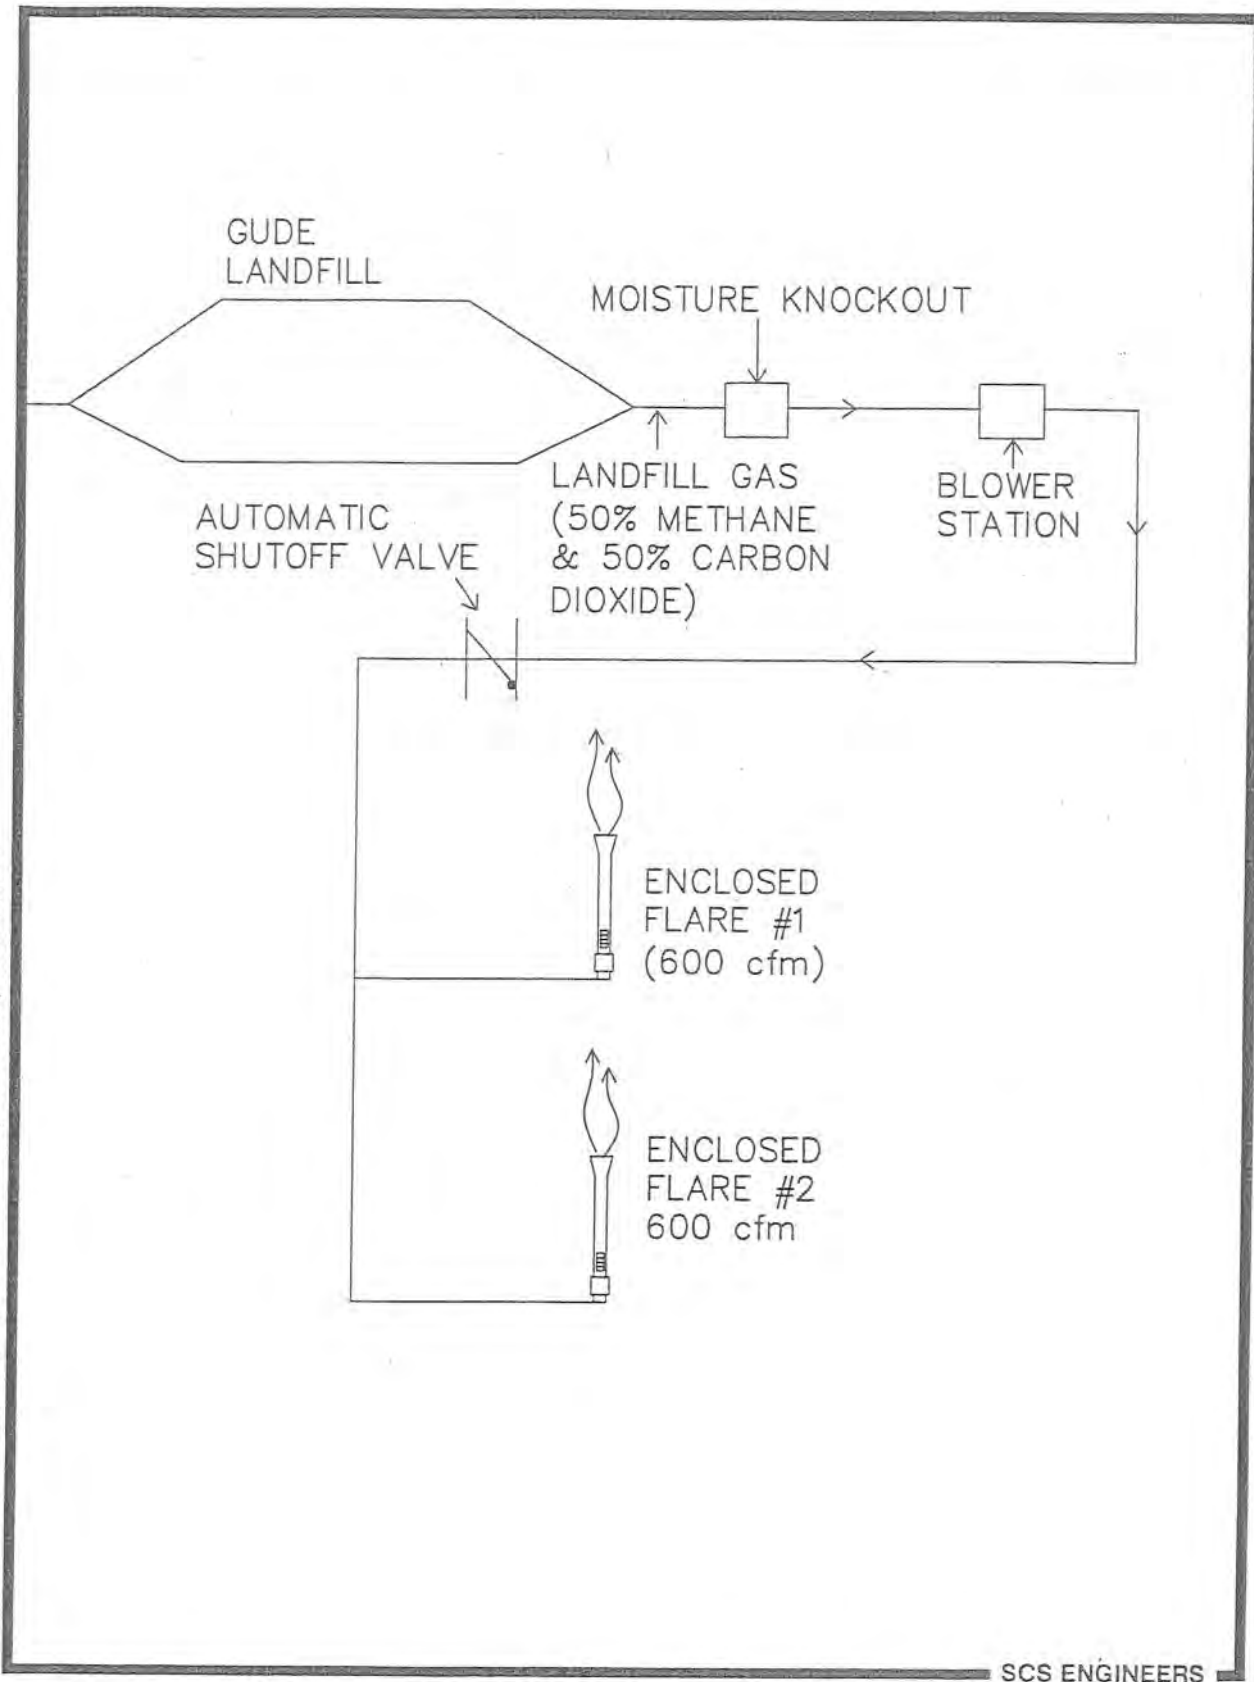 GUDE
LANDFILL
MOISTURE KNOCKOUT
LANDFILL GAS
(50% METHANE
& 50% CARBON
DIOXIDE)
BLOWER
STATION
AUTOMATIC
SHUTOFF VALVE
ENCLOSED
FLARE #1
(600 cfm)
ENCLOSED
FLARE #2
600 cfm
SCS ENGINEERS